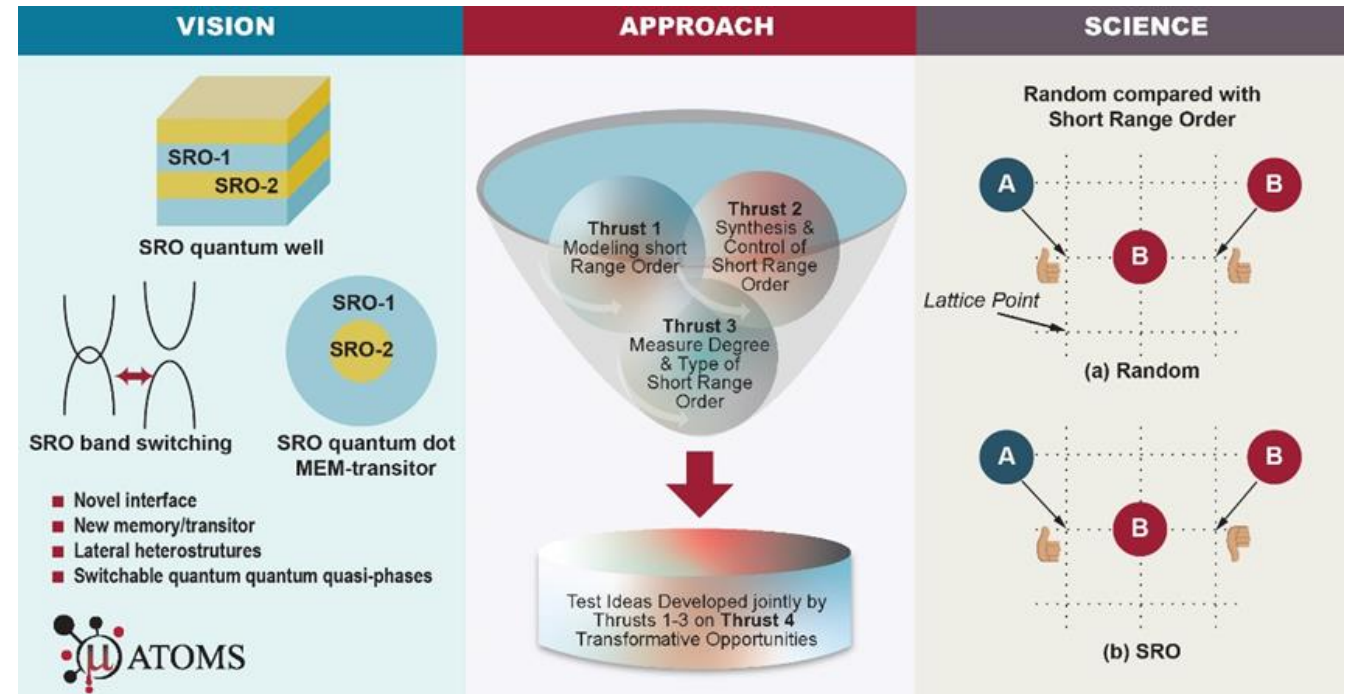 VISION
SRO-1
SRO-2
SRO quantum well
SRO-1
SRO-2
SRO band switching
SRO quantum dot
MEM-transitor
■ Novel interface
■ New memory/transitor
■ Lateral heterostrutures
■ Switchable quantum quantum quasi-phases
μ ATOMS
APPROACH
Thrust 1
Modeling short
Range Order
Thrust 2
Synthesis &
Control of
Short Range
Order
Thrust 3
Measure Degree
& Type of
Short Range
Order
Test Ideas Developed jointly by
Thrusts 1-3 on Thrust 4
Transformative Opportunities
SCIENCE
Random compared with
Short Range Order
A
B
B
Lattice Point
(a) Random
A
B
B
(b) SRO